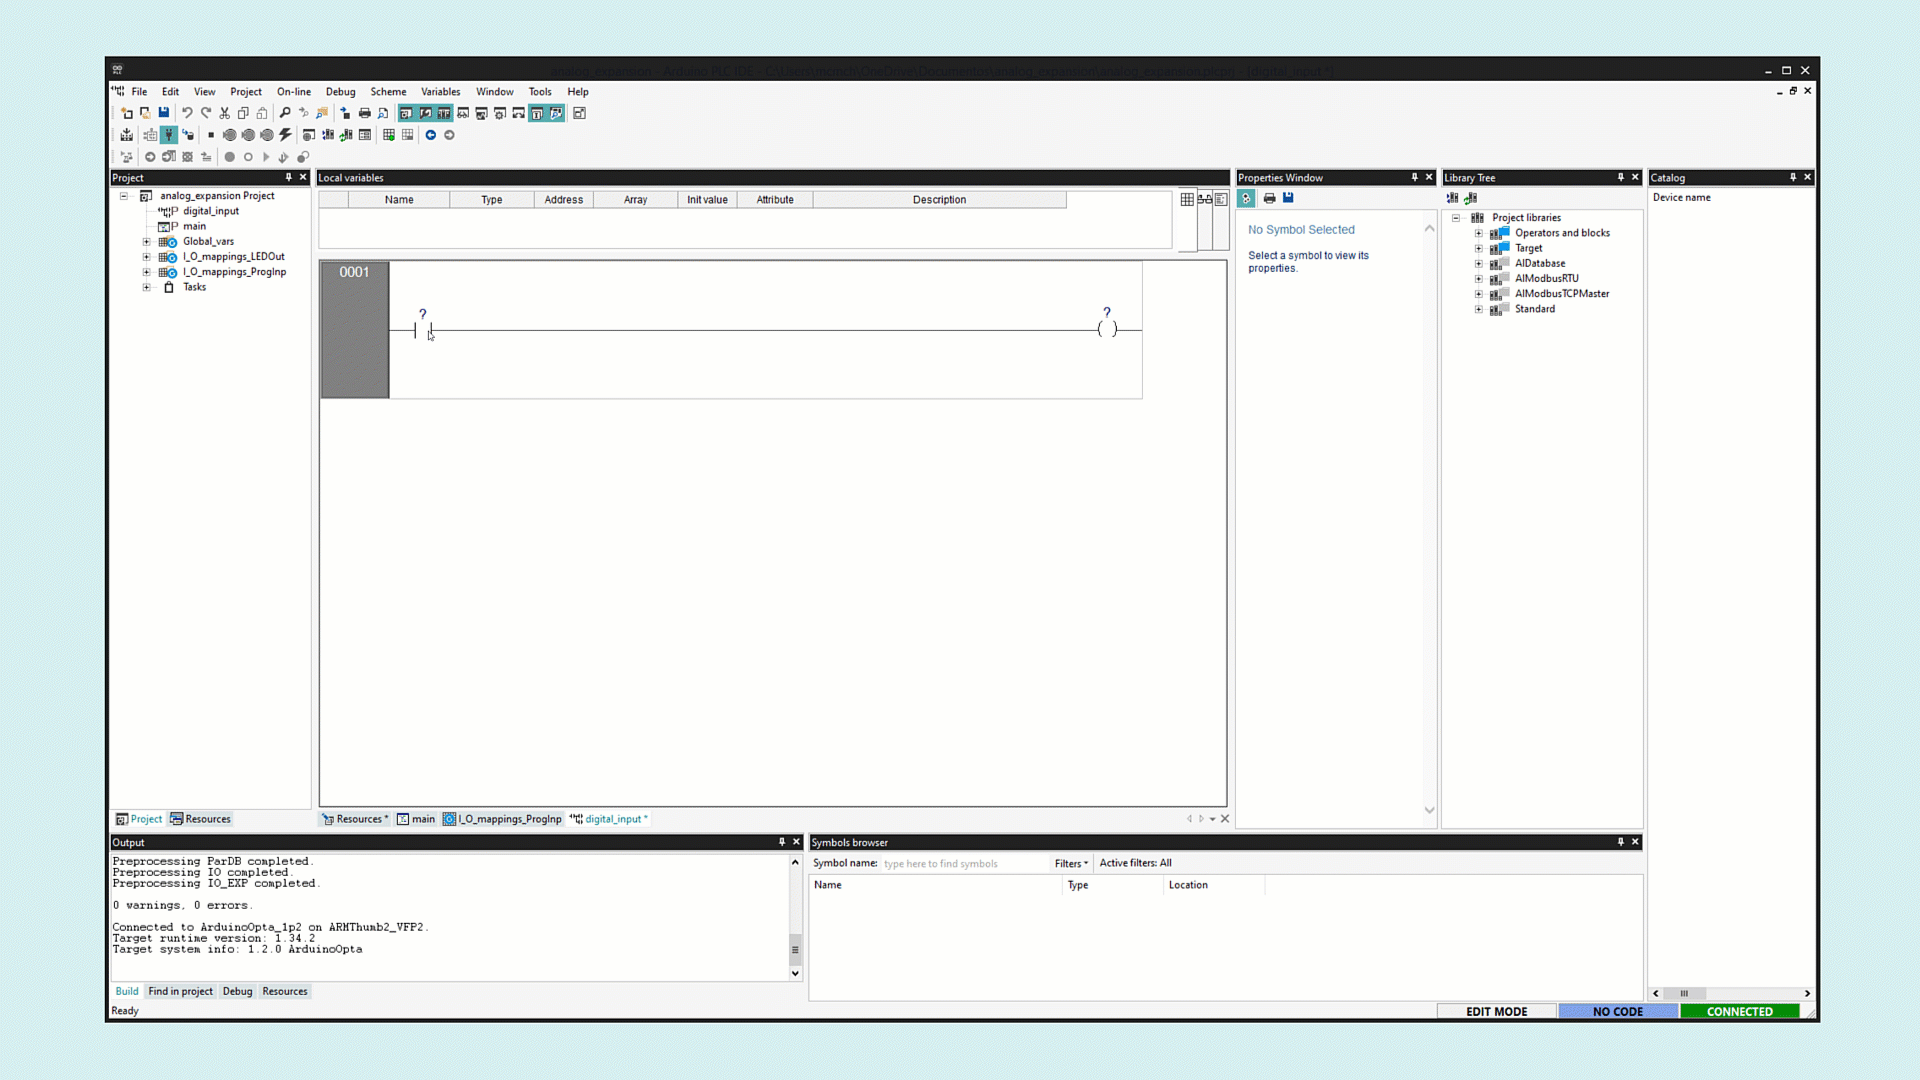 File Edit View Project On-line Debug Scheme Variables Window Tools Help
Project
analog_expansion Project
digital_input
main
Global_vars
I_O_mappings_LEDOut
I_O_mappings_ProgInp
Tasks
Project Resources
Local variables
Name Type Address Array Init value Attribute Description
0001
? ?
Resources * main I_O_mappings_ProgInp digital_input *
Properties Window
No Symbol Selected
Select a symbol to view its
properties.
Library Tree
Project libraries
Operators and blocks
Target
AlDatabase
AlModbusRTU
AlModbusTCPMaster
Standard
Catalog
Device name
Output
Preprocessing ParDB completed.
Preprocessing IO completed.
Preprocessing IO_EXP completed.
0 warnings, 0 errors.
Connected to ArduinoOpta_1p2 on ARMThumb2_VFP2.
Target runtime version: 1.34.2
Target system info: 1.2.0 ArduinoOpta
Build Find in project Debug Resources
Symbols browser
Symbol name: type here to find symbols Filters Active filters: All
Name Type Location
Ready
EDIT MODE NO CODE CONNECTED